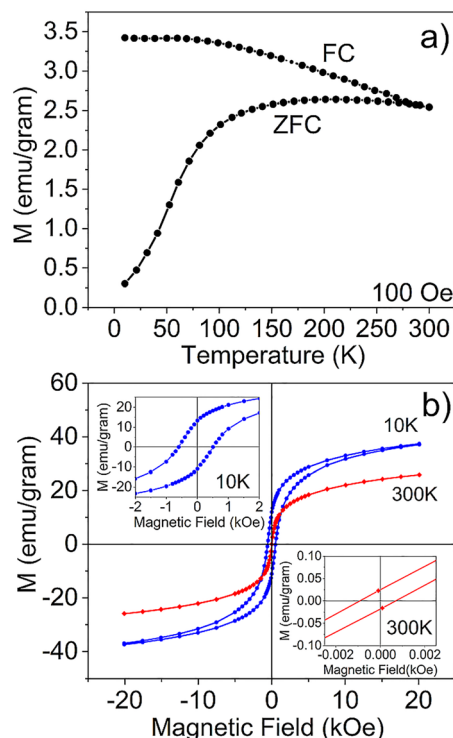 3.5
3.0
2.5
2.0
1.5
1.0
0.5
0.0
M (emu/gram)
a)
FC
ZFC
100 Oe
0 50 100 150 200 250 300
Temperature (K)
60
40
20
0
-20
-40
M (emu/gram)
b)
10K
300K
20
10
0
-10
-20
M (emu/gram)
10K
-2 -1 0 1 2
Magnetic Field (kOe)
0.10
0.05
0.00
-0.05
-0.10
M (emu/gram)
300K
-0.002 0.000 0.002
Magnetic Field(kOe)
-20 -10 0 10 20
Magnetic Field (kOe)